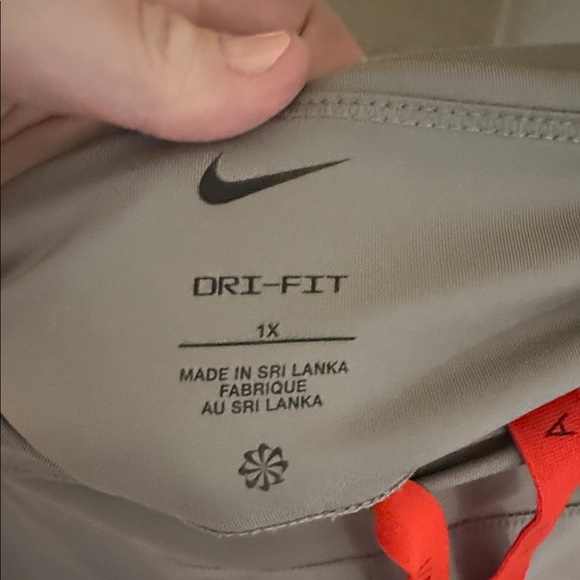 DRI-FIT
1X
MADE IN SRI LANKA
FABRIQUE
AU SRI LANKA
A